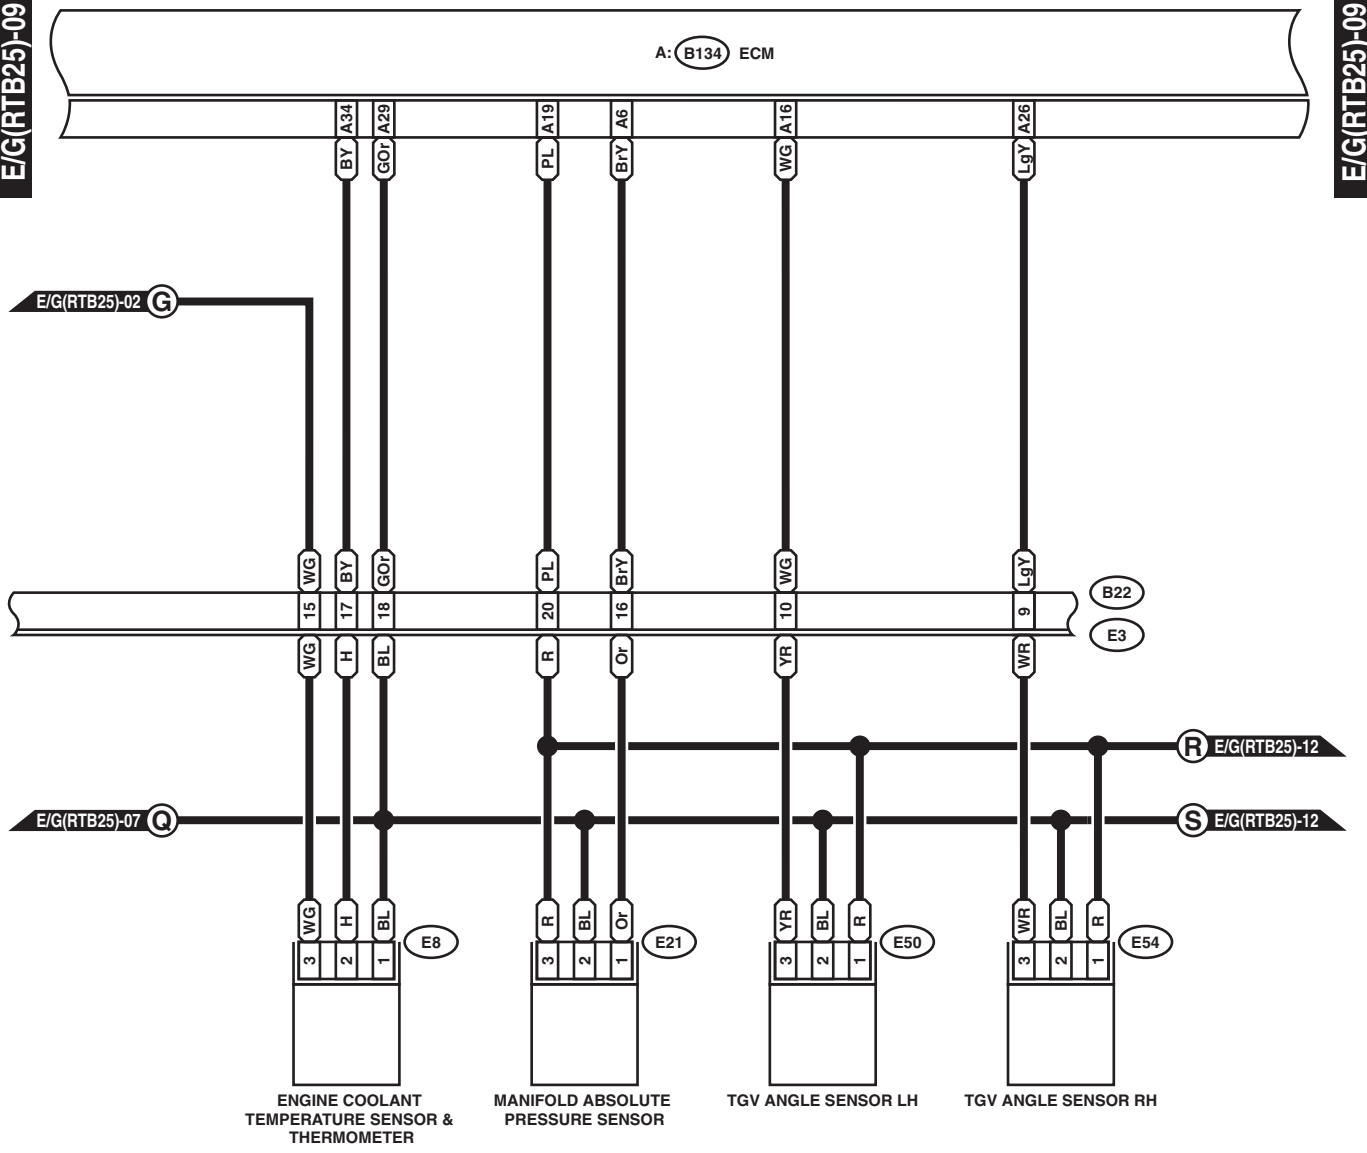 E/G(RTB25)-09
E/G(RTB25)-09
A: B134 ECM
A34 A29 A19 A6 A16 A26
BY GOr PL BrY WG LgY
E/G(RTB25)-02 G
WG BY GOr PL BrY WG LgY
B22
15 17 18 20 16 10 9
E3
WG H BL R Or YR WR
R E/G(RTB25)-12
E/G(RTB25)-07 Q
S E/G(RTB25)-12
WG H BL R BL Or YR BL R WR BL R
E8 E21 E50 E54
3 2 1 3 2 1 3 2 1 3 2 1
ENGINE COOLANT
TEMPERATURE SENSOR &
THERMOMETER
MANIFOLD ABSOLUTE
PRESSURE SENSOR
TGV ANGLE SENSOR LH
TGV ANGLE SENSOR RH